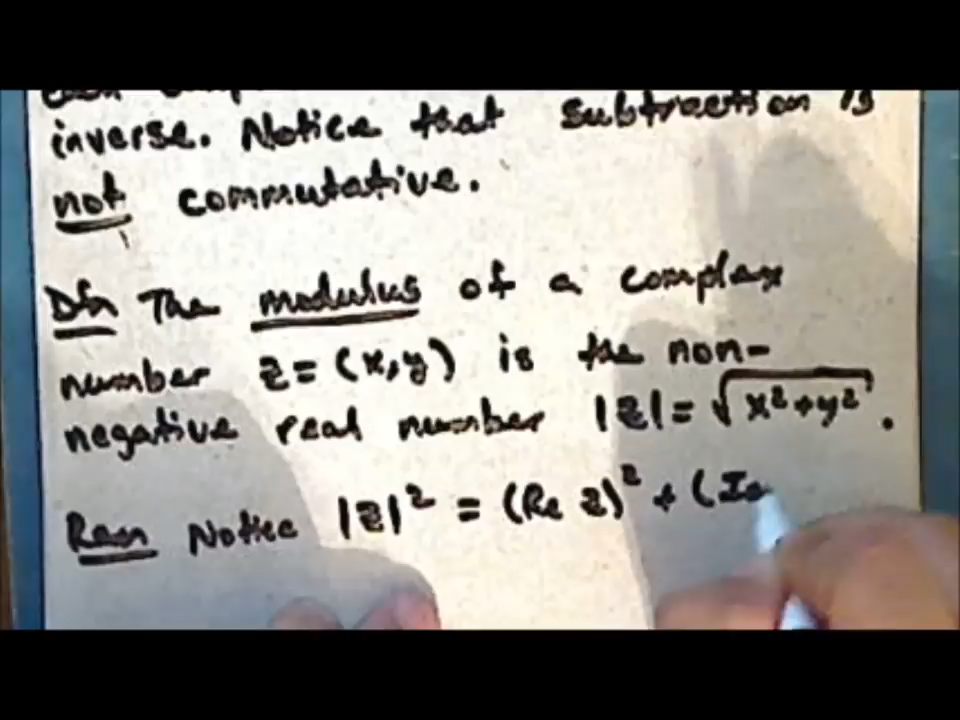 inverse. Notice that subtraction is
not commutative.
Dfn The modulus of a complex
number z = (x,y) is the non-
negative real number |z| = √x²+y².
Rem Notice |z|² = (Re z)² + (I